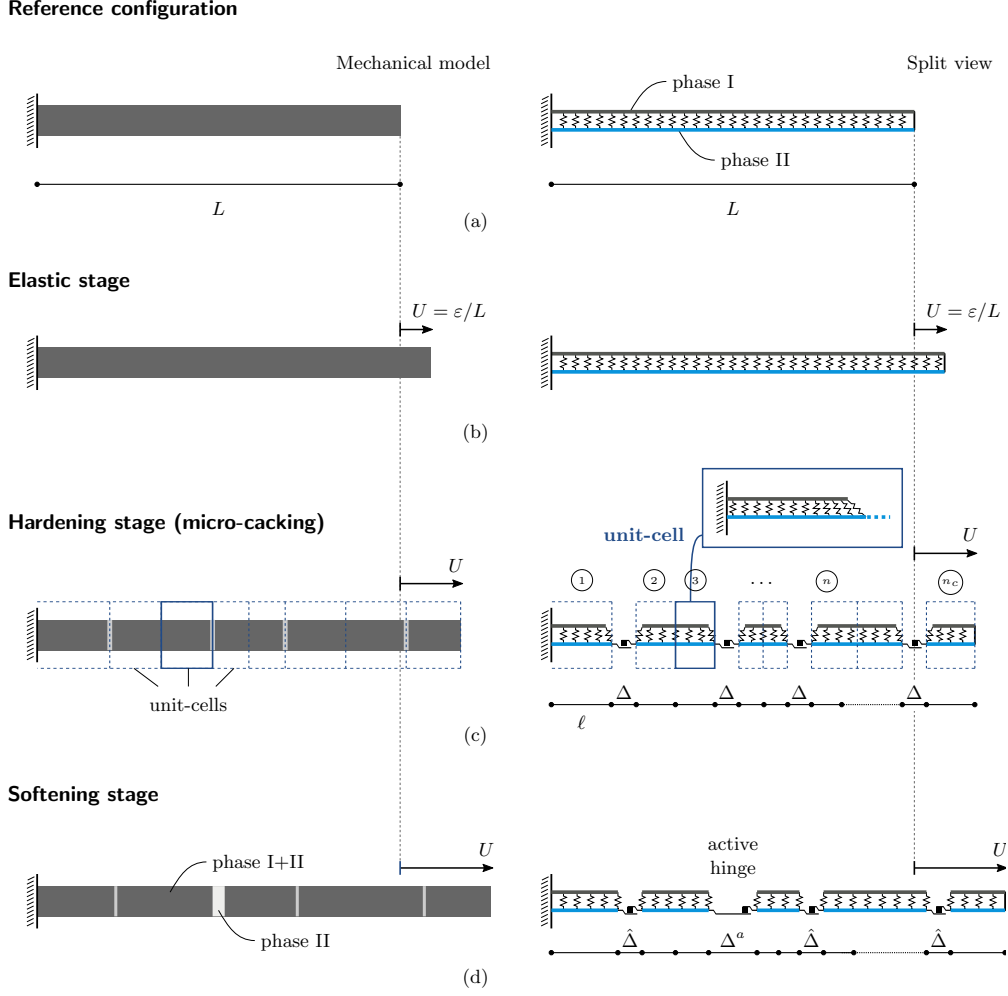 Reference configuration
Mechanical model
Split view
phase I
phase II
L
L
(a)
Elastic stage
U = ε/L
U = ε/L
(b)
Hardening stage (micro-cacking)
unit-cell
U
U
1
2
3
...
n
n_c
Δ
Δ
Δ
Δ
unit-cells
ℓ
(c)
Softening stage
phase I+II
U
active
hinge
U
phase II
Δ̂
Δ^a
Δ̂
Δ̂
(d)